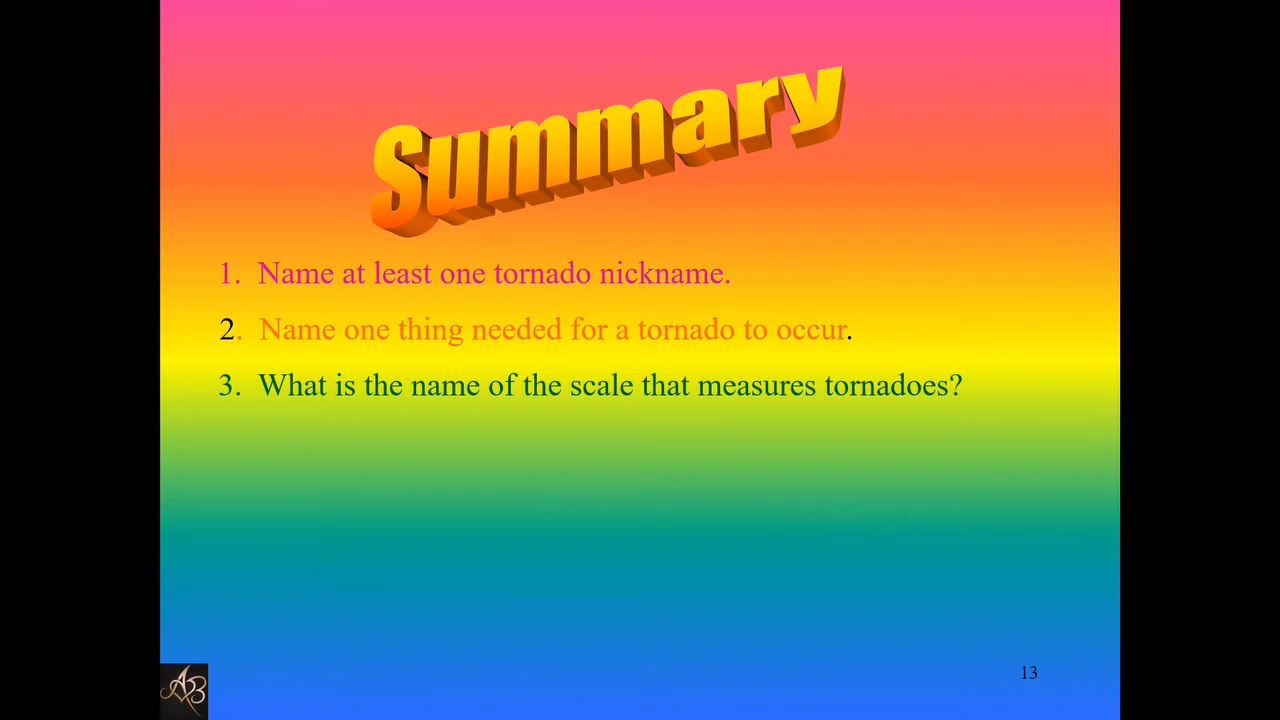 Summary
1. Name at least one tornado nickname.
2. Name one thing needed for a tornado to occur.
3. What is the name of the scale that measures tornadoes?
13
AB